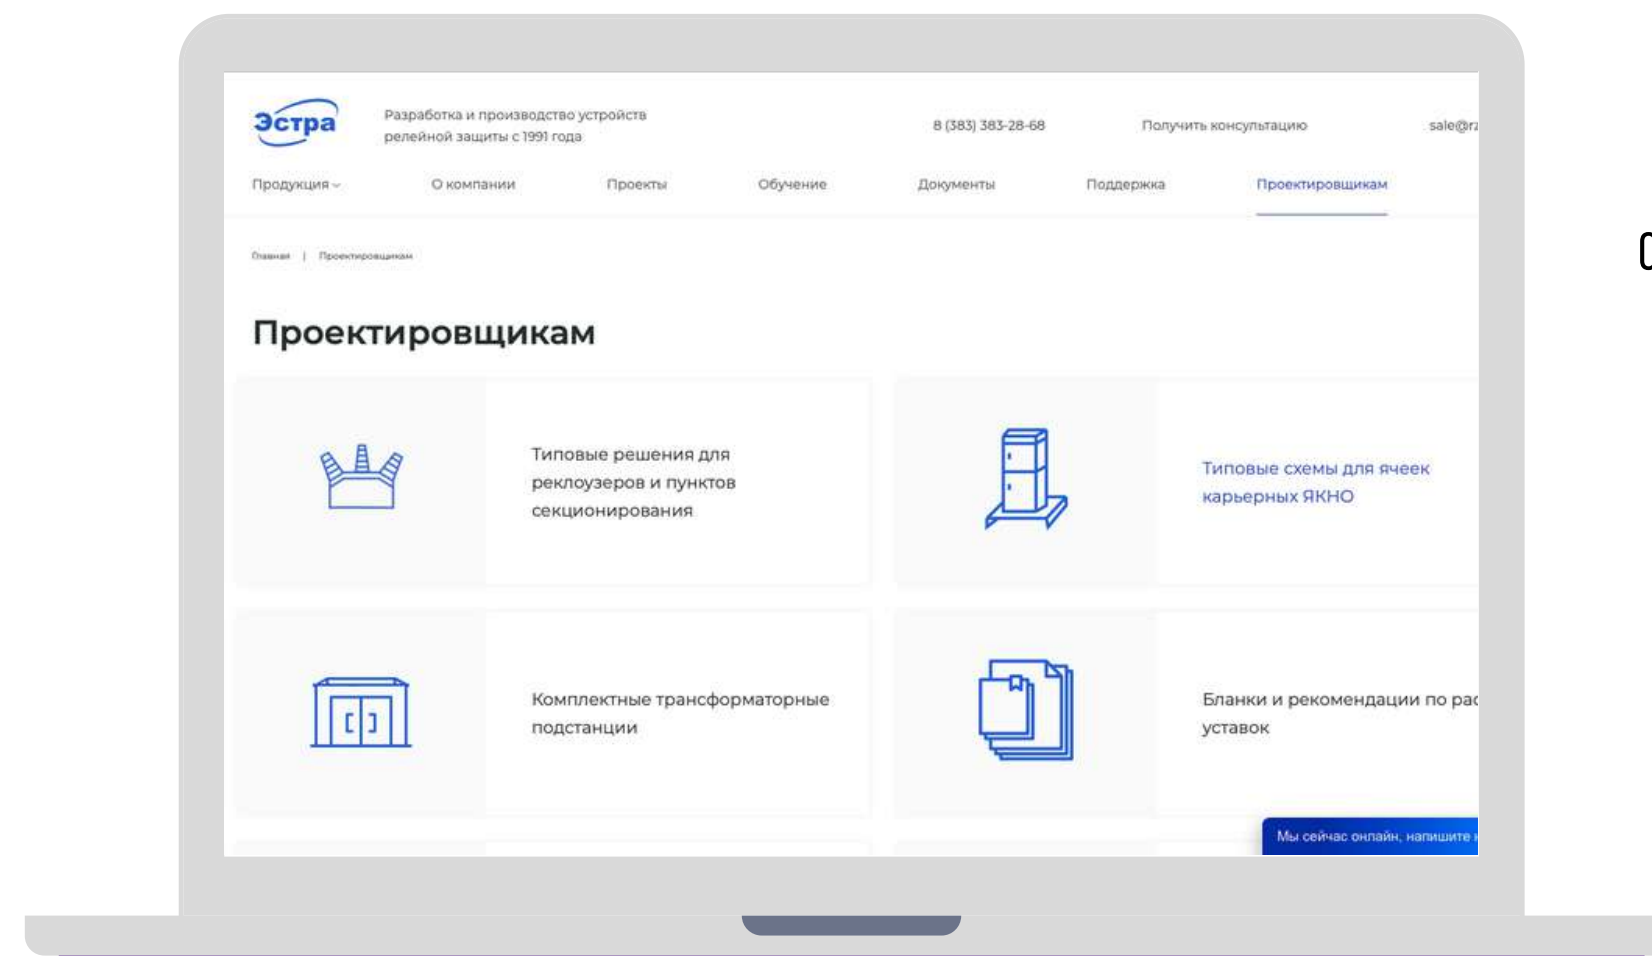 Эстра
Разработка и производство устройств
релейной защиты с 1991 года
8 (383) 383-28-68
Получить консультацию
Продукция
О компании
Проекты
Обучение
Документы
Поддержка
Проектировщикам
Главная | Проектировщикам
Проектировщикам
Типовые решения для
реклоузеров и пунктов
секционирования
Типовые схемы для ячеек
карьерных ЯКНО
Комплектные трансформаторные
подстанции
Бланки и рекомендации по
уставок
Мы сейчас онлайн, напишите